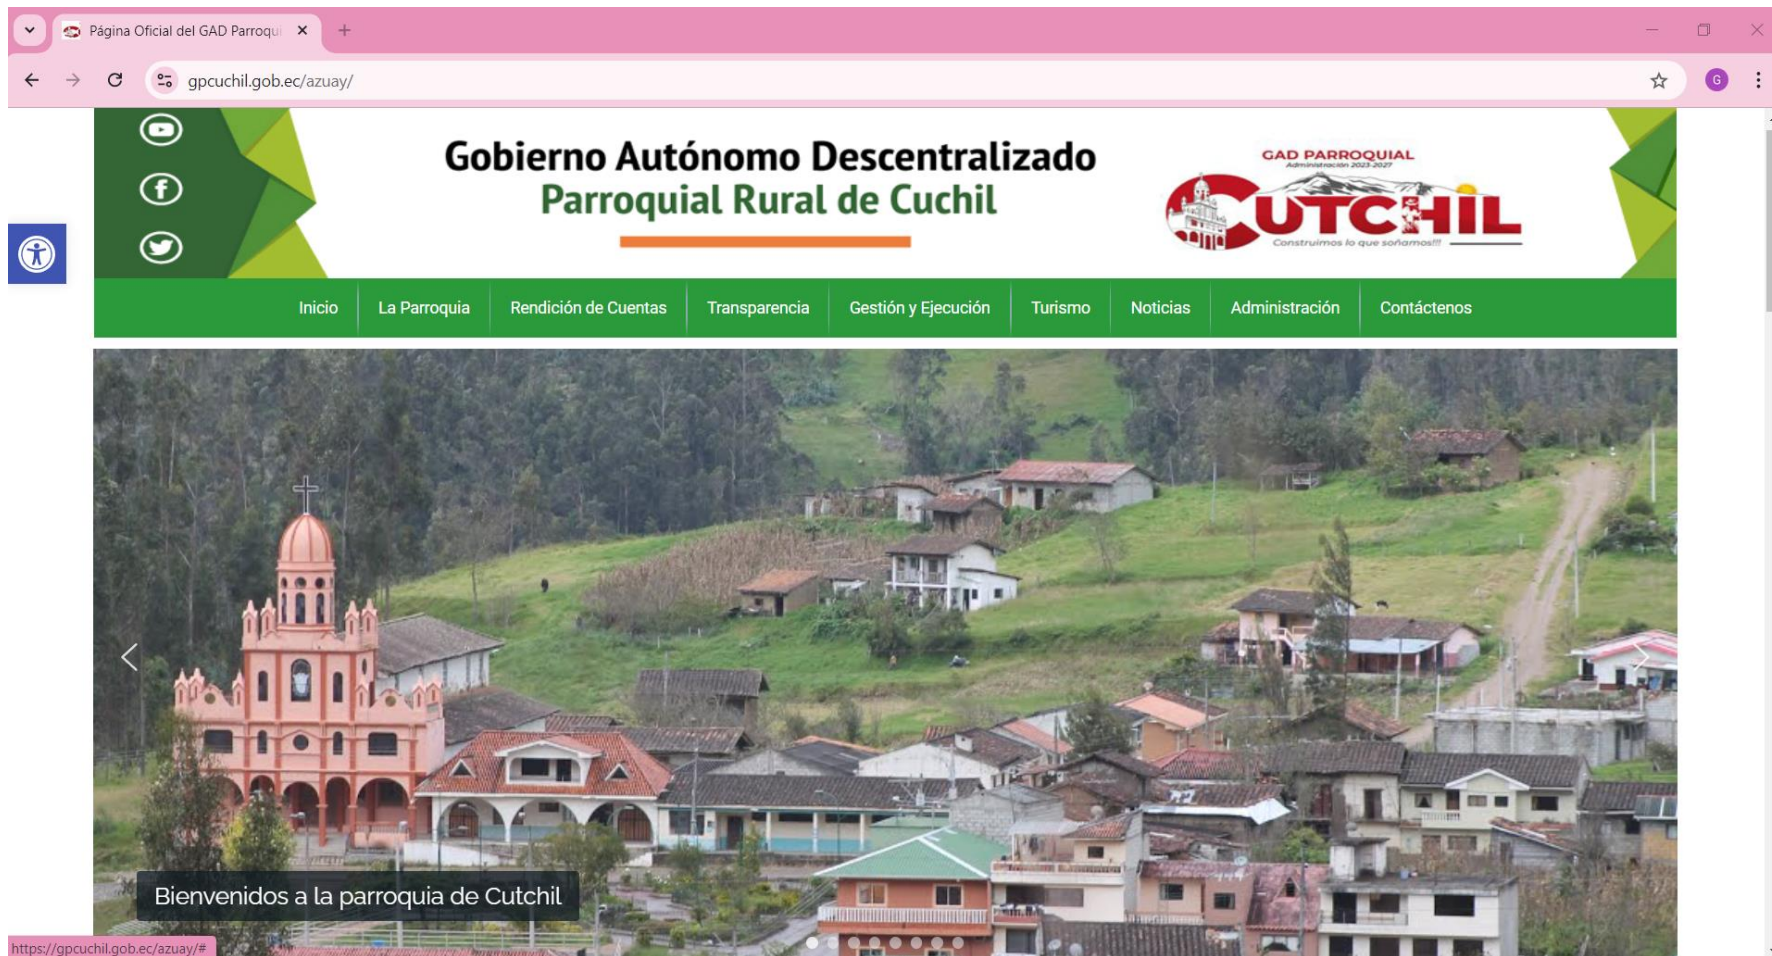 Página Oficial del GAD Parroqui
gpcuchil.gob.ec/azuay/
G
Gobierno Autónomo Descentralizado
Parroquial Rural de Cuchil
GAD PARROQUIAL
Administración 2023-2027
CUTCHIL
Construimos lo que soñamos!!!
Inicio
La Parroquia
Rendición de Cuentas
Transparencia
Gestión y Ejecución
Turismo
Noticias
Administración
Contáctenos
Bienvenidos a la parroquia de Cutchil
https://gpcuchil.gob.ec/azuay/#